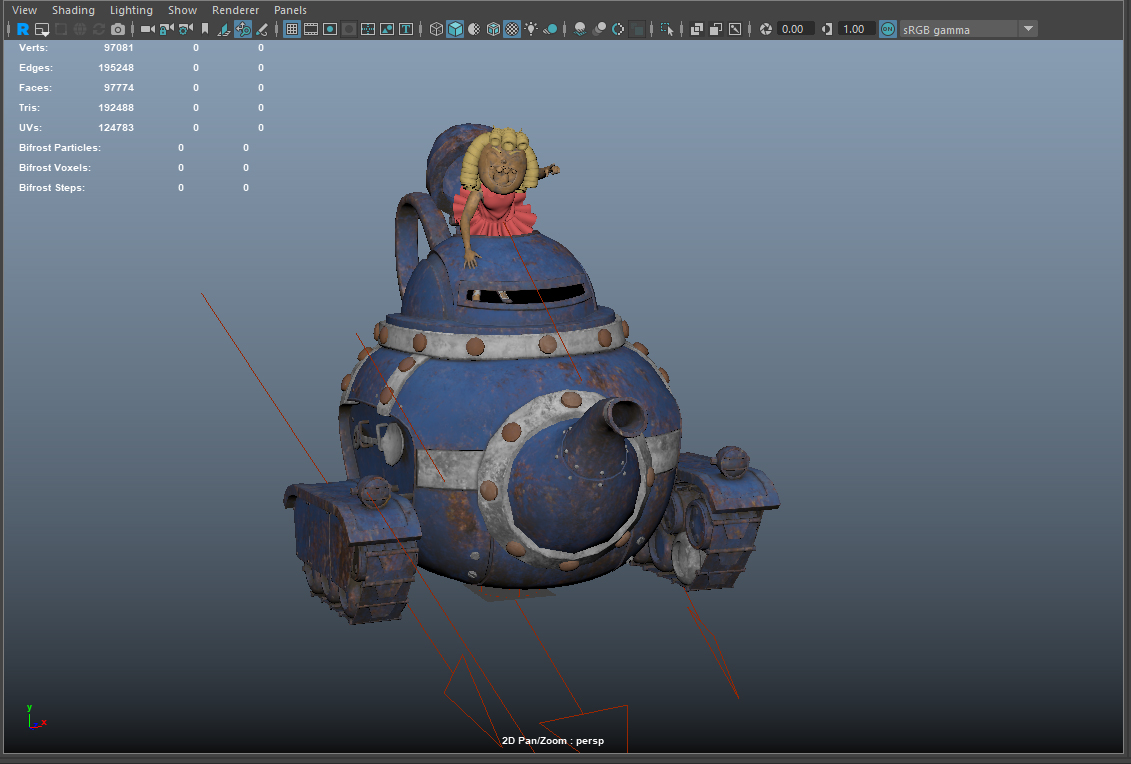 View Shading Lighting Show Renderer Panels
R T 0.00 1.00 ON sRGB gamma
Verts: 97081 0 0
Edges: 195248 0 0
Faces: 97774 0 0
Tris: 192488 0 0
UVs: 124783 0 0
Bifrost Particles: 0 0
Bifrost Voxels: 0 0
Bifrost Steps: 0 0
y
x
2D Pan/Zoom : persp